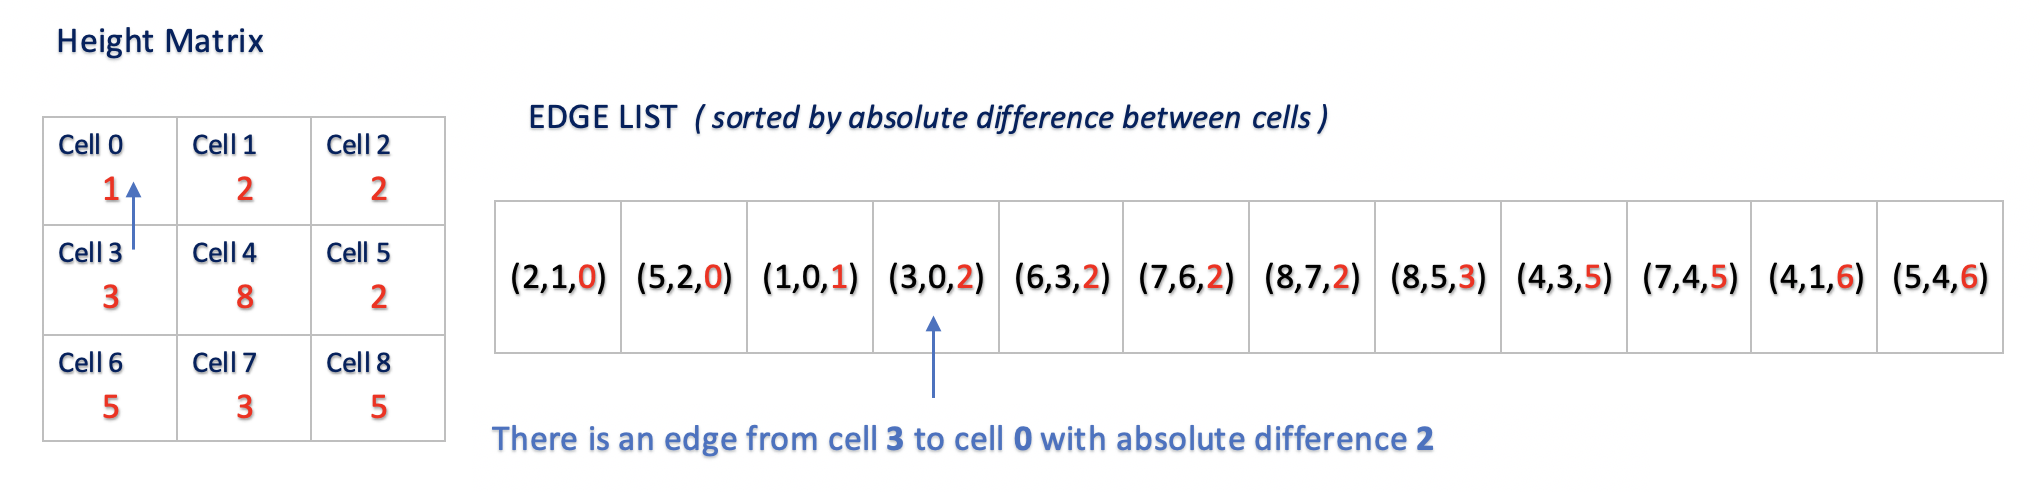 Height Matrix
EDGE LIST ( sorted by absolute difference between cells )
Cell 0 Cell 1 Cell 2
1 2 2
Cell 3 Cell 4 Cell 5
3 8 2
Cell 6 Cell 7 Cell 8
5 3 5
(2,1,0) (5,2,0) (1,0,1) (3,0,2) (6,3,2) (7,6,2) (8,7,2) (8,5,3) (4,3,5) (7,4,5) (4,1,6) (5,4,6)
There is an edge from cell 3 to cell 0 with absolute difference 2